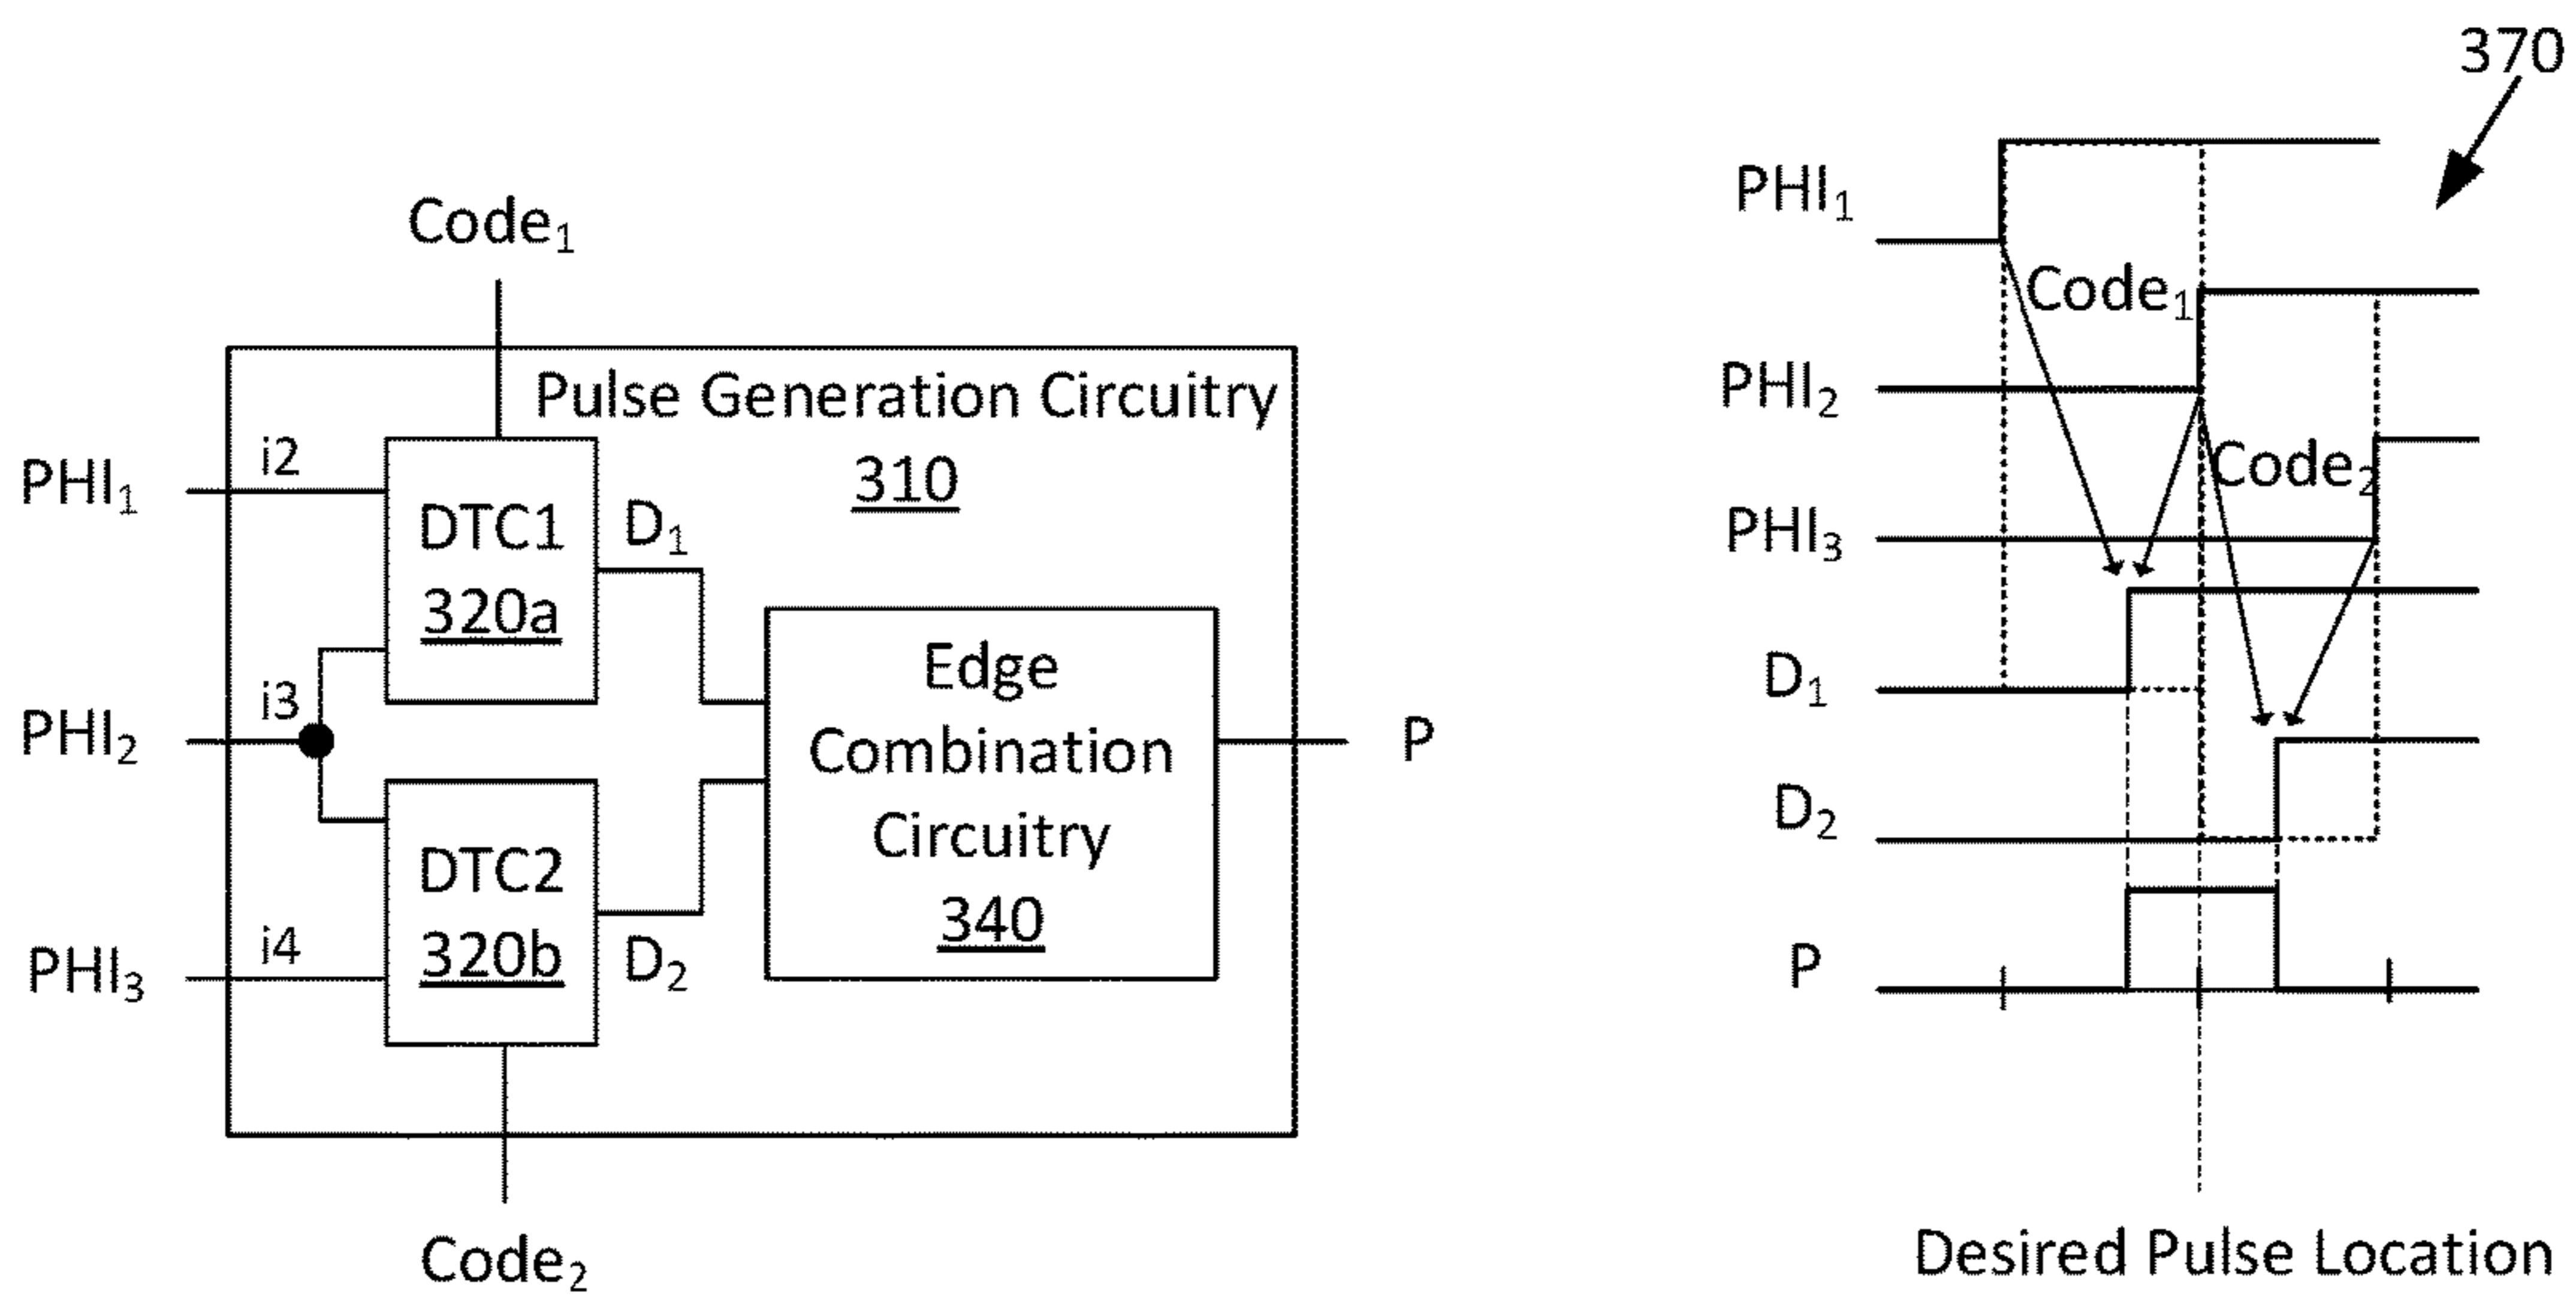 370
Code₁
Pulse Generation Circuitry
310
PHI₁
i2
DTC1
320a
D₁
PHI₂
i3
Edge
Combination
Circuitry
340
P
DTC2
320b
D₂
PHI₃
i4
Code₂
PHI₁
Code₁
PHI₂
Code₂
PHI₃
D₁
D₂
P
Desired Pulse Location